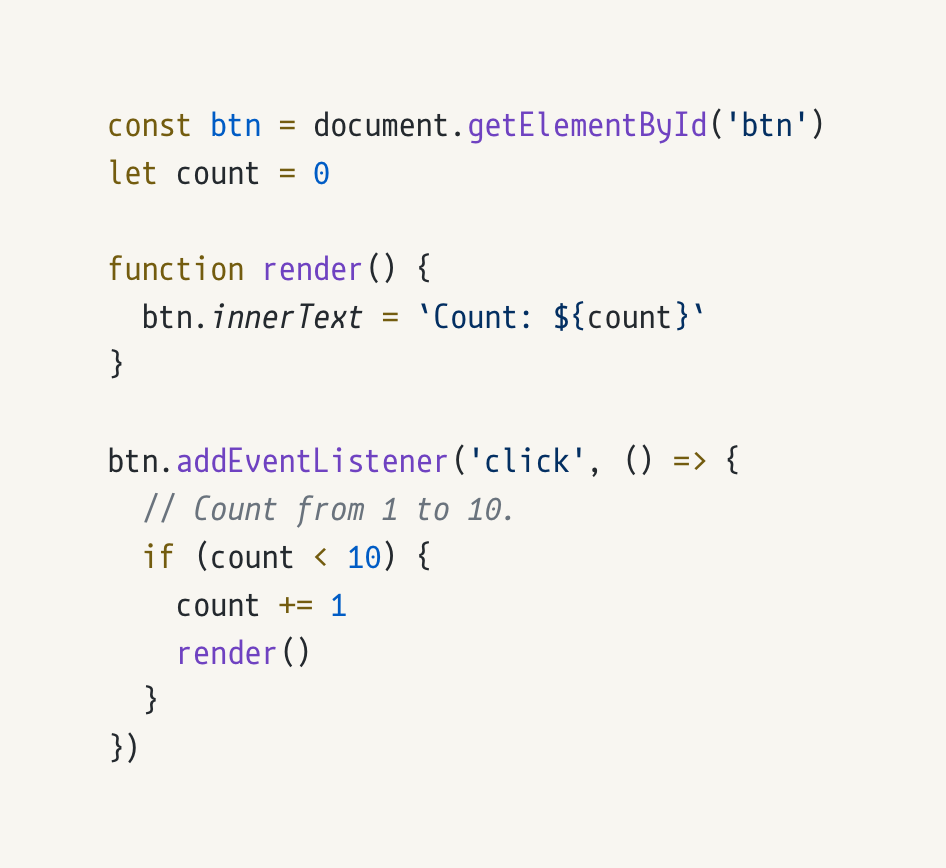 const btn = document.getElementById('btn')
let count = 0

function render() {
  btn.innerText = `Count: ${count}`
}

btn.addEventListener('click', () => {
  // Count from 1 to 10.
  if (count < 10) {
    count += 1
    render()
  }
})